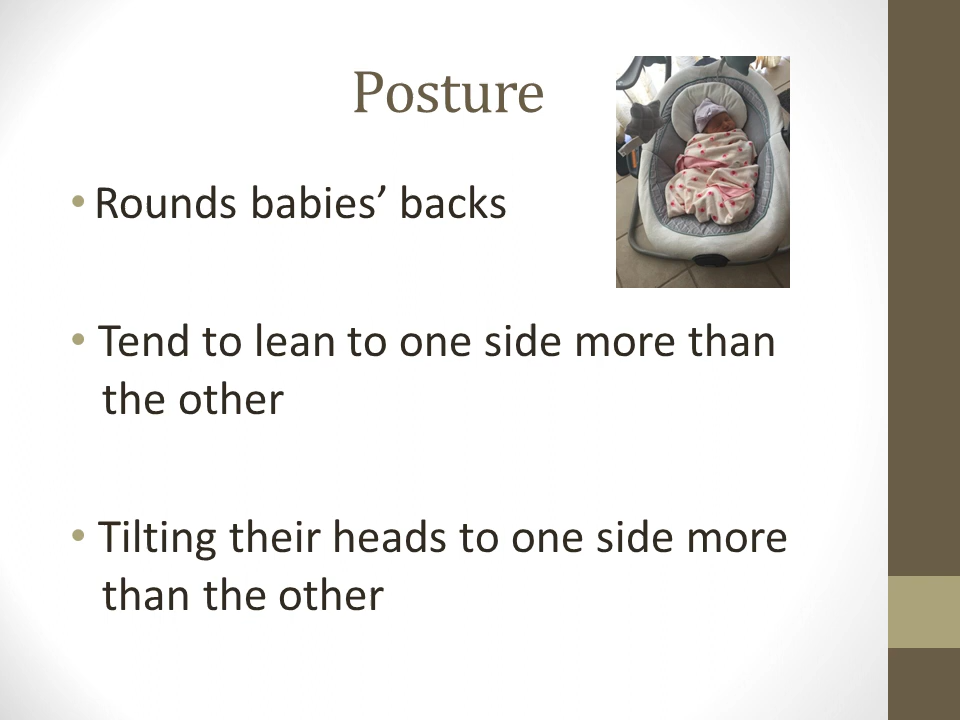 Posture
• Rounds babies’ backs
• Tend to lean to one side more than
the other
• Tilting their heads to one side more
than the other